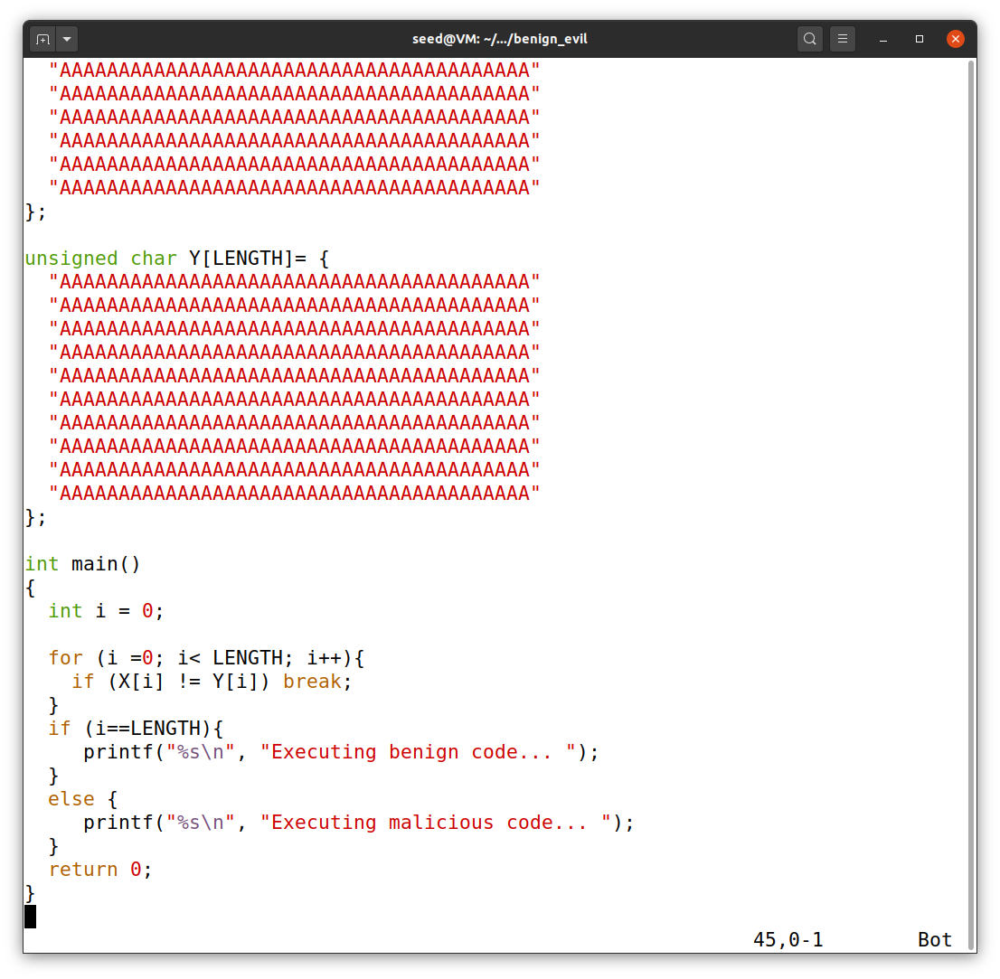 seed@VM: ~/.../benign_evil
"AAAAAAAAAAAAAAAAAAAAAAAAAAAAAAAAAAAAAAAA"
"AAAAAAAAAAAAAAAAAAAAAAAAAAAAAAAAAAAAAAAA"
"AAAAAAAAAAAAAAAAAAAAAAAAAAAAAAAAAAAAAAAA"
"AAAAAAAAAAAAAAAAAAAAAAAAAAAAAAAAAAAAAAAA"
"AAAAAAAAAAAAAAAAAAAAAAAAAAAAAAAAAAAAAAAA"
"AAAAAAAAAAAAAAAAAAAAAAAAAAAAAAAAAAAAAAAA"
};
unsigned char Y[LENGTH]= {
"AAAAAAAAAAAAAAAAAAAAAAAAAAAAAAAAAAAAAAAA"
"AAAAAAAAAAAAAAAAAAAAAAAAAAAAAAAAAAAAAAAA"
"AAAAAAAAAAAAAAAAAAAAAAAAAAAAAAAAAAAAAAAA"
"AAAAAAAAAAAAAAAAAAAAAAAAAAAAAAAAAAAAAAAA"
"AAAAAAAAAAAAAAAAAAAAAAAAAAAAAAAAAAAAAAAA"
"AAAAAAAAAAAAAAAAAAAAAAAAAAAAAAAAAAAAAAAA"
"AAAAAAAAAAAAAAAAAAAAAAAAAAAAAAAAAAAAAAAA"
"AAAAAAAAAAAAAAAAAAAAAAAAAAAAAAAAAAAAAAAA"
"AAAAAAAAAAAAAAAAAAAAAAAAAAAAAAAAAAAAAAAA"
"AAAAAAAAAAAAAAAAAAAAAAAAAAAAAAAAAAAAAAAA"
};
int main()
{
int i = 0;
for (i =0; i< LENGTH; i++){
if (X[i] != Y[i]) break;
}
if (i==LENGTH){
printf("%s\n", "Executing benign code... ");
}
else {
printf("%s\n", "Executing malicious code... ");
}
return 0;
}
45,0-1 Bot